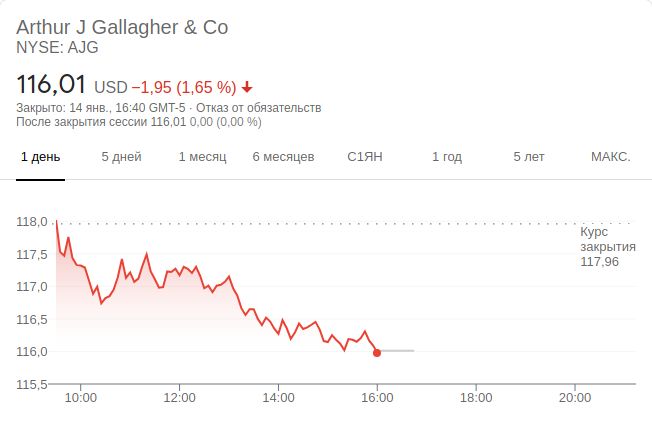 Arthur J Gallagher & Co
NYSE: AJG
116,01 USD −1,95 (1,65 %)
Закрыто: 14 янв., 16:40 GMT-5 · Отказ от обязательств
После закрытия сессии 116,01 0,00 (0,00 %)
1 день 5 дней 1 месяц 6 месяцев С1ЯН 1 год 5 лет МАКС.
118,0
117,5
117,0
116,5
116,0
115,5
Курс
закрытия
117,96
10:00 12:00 14:00 16:00 18:00 20:00